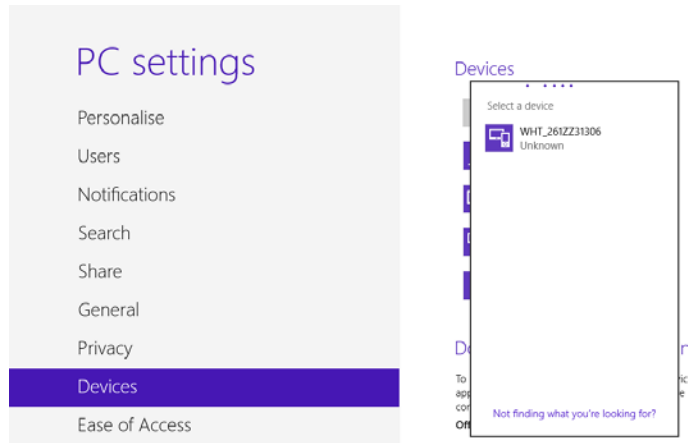 PC settings
Personalise
Users
Notifications
Search
Share
General
Privacy
Devices
Ease of Access
Devices
Select a device
WHT_261ZZ31306
Unknown
Not finding what you're looking for?
To